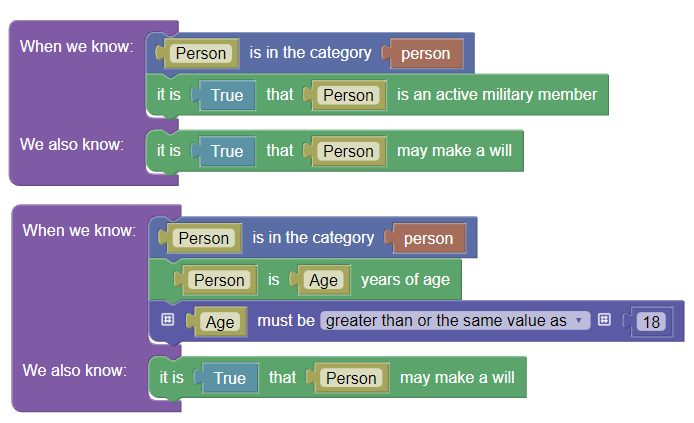 When we know: Person is in the category person
it is True that Person is an active military member
We also know: it is True that Person may make a will
When we know: Person is in the category person
Person is Age years of age
Age must be greater than or the same value as 18
We also know: it is True that Person may make a will